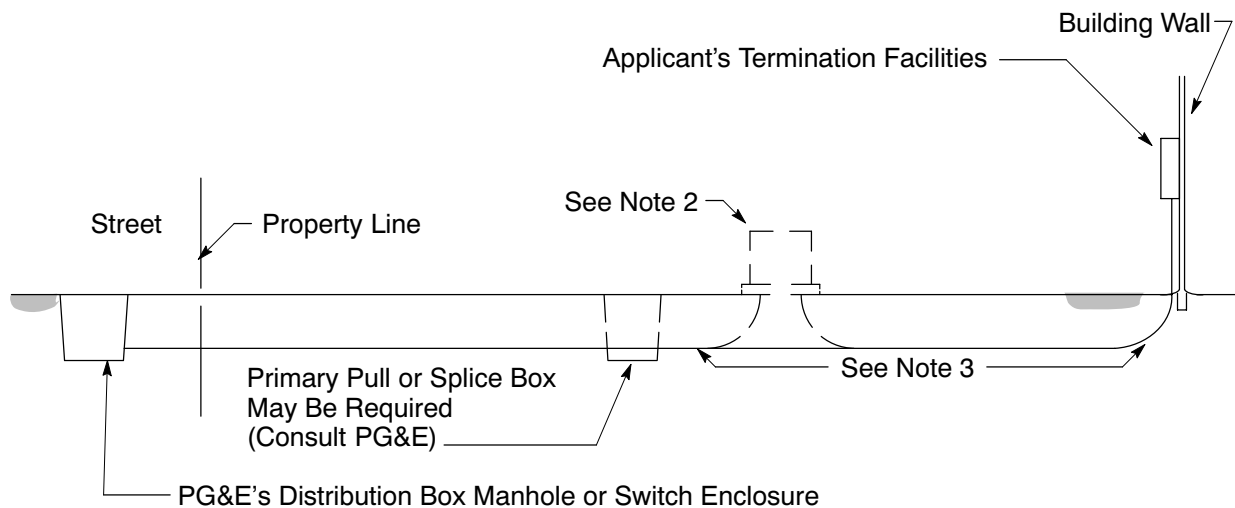 Building Wall
Applicant's Termination Facilities
See Note 2
Street
Property Line
See Note 3
Primary Pull or Splice Box
May Be Required
(Consult PG&E)
PG&E's Distribution Box Manhole or Switch Enclosure